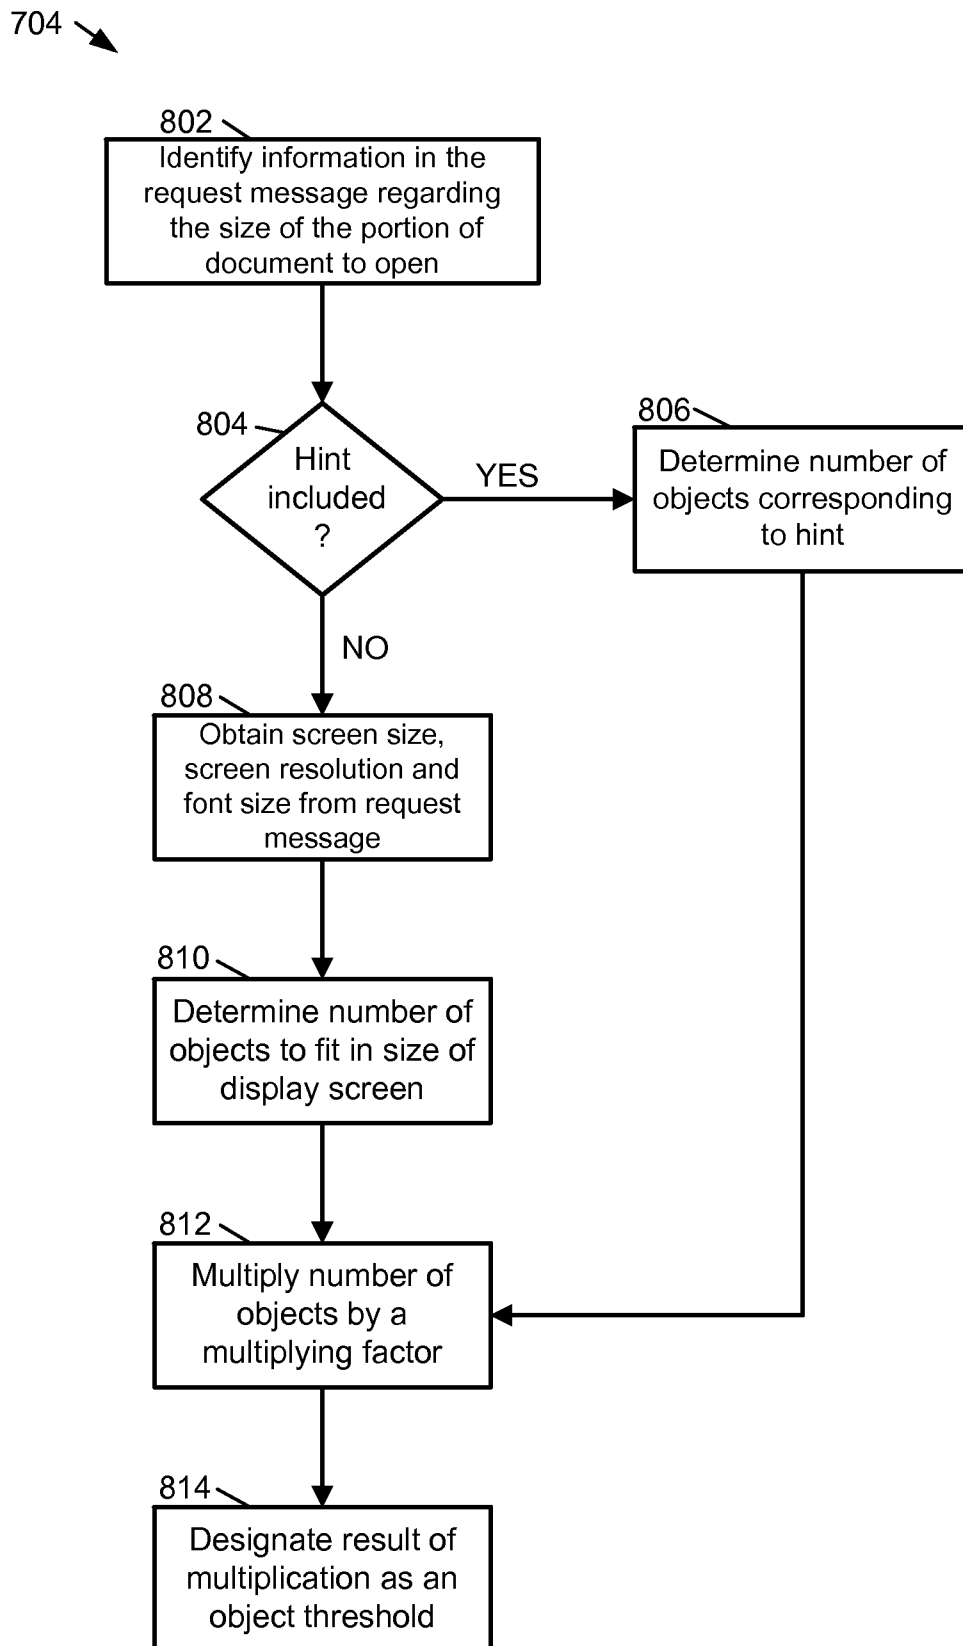 704
802
Identify information in the
request message regarding
the size of the portion of
document to open
804
Hint
included
?
YES
806
Determine number of
objects corresponding
to hint
NO
808
Obtain screen size,
screen resolution and
font size from request
message
810
Determine number of
objects to fit in size of
display screen
812
Multiply number of
objects by a
multiplying factor
814
Designate result of
multiplication as an
object threshold